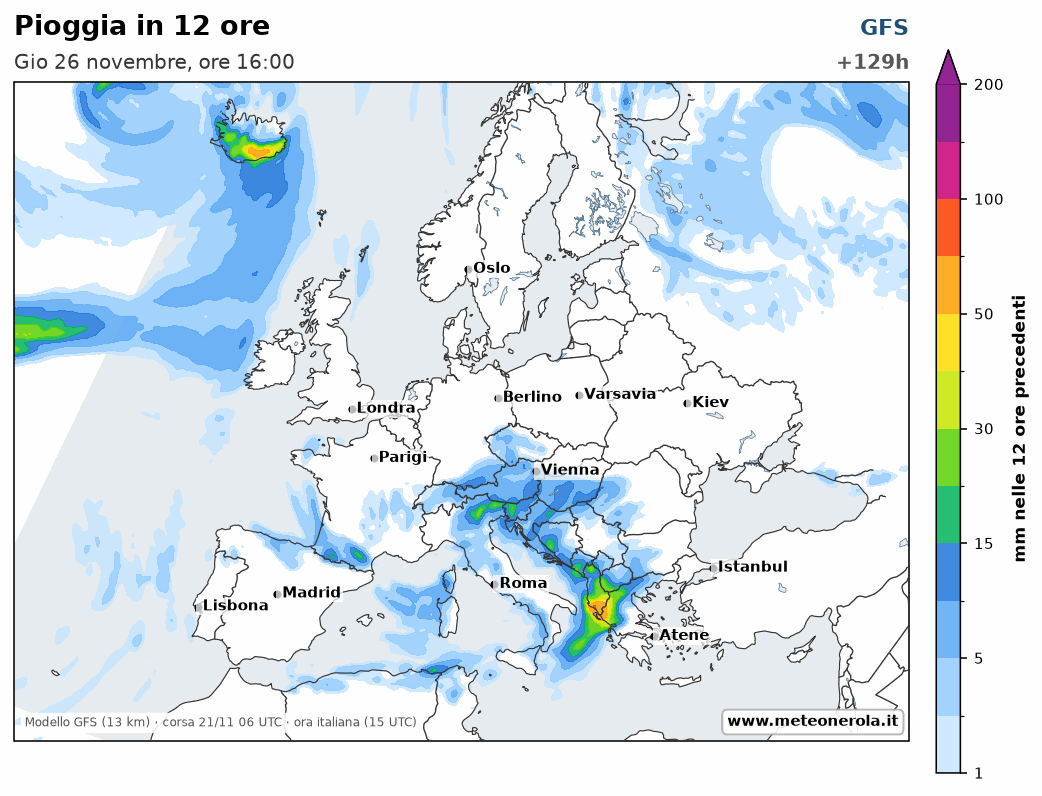 Pioggia in 12 ore
GFS
Gio 26 novembre, ore 16:00
+129h
200
100
50
30
15
5
1
mm nelle 12 ore precedenti
Oslo
Berlino
Varsavia
Kiev
Londra
Parigi
Vienna
Istanbul
Roma
Madrid
Lisbona
Atene
Modello GFS (13 km) · corsa 21/11 06 UTC · ora italiana (15 UTC)
www.meteonerola.it